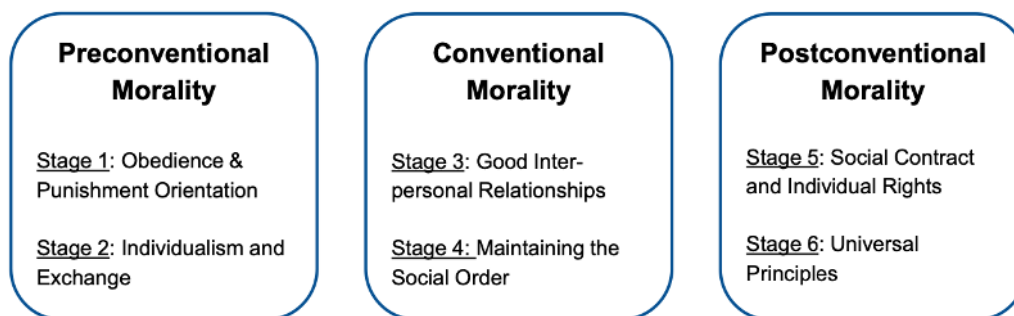 Preconventional
Morality
Stage 1: Obedience &
Punishment Orientation
Stage 2: Individualism and
Exchange
Conventional
Morality
Stage 3: Good Inter-
personal Relationships
Stage 4: Maintaining the
Social Order
Postconventional
Morality
Stage 5: Social Contract
and Individual Rights
Stage 6: Universal
Principles